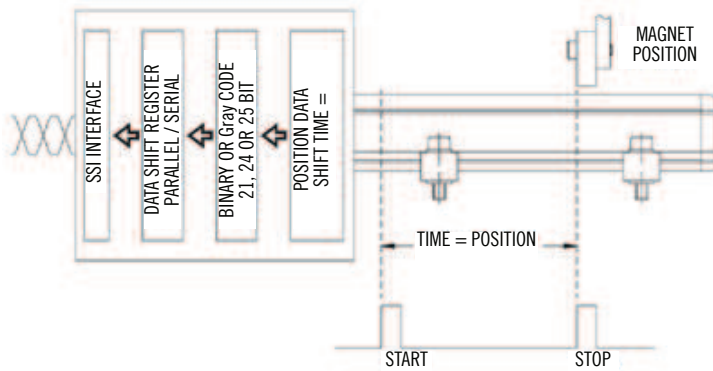 SSI INTERFACE
DATA SHIFT REGISTER
PARALLEL / SERIAL
BINARY OR Gray CODE
21, 24 OR 25 BIT
POSITION DATA
SHIFT TIME =
MAGNET
POSITION
TIME = POSITION
START
STOP